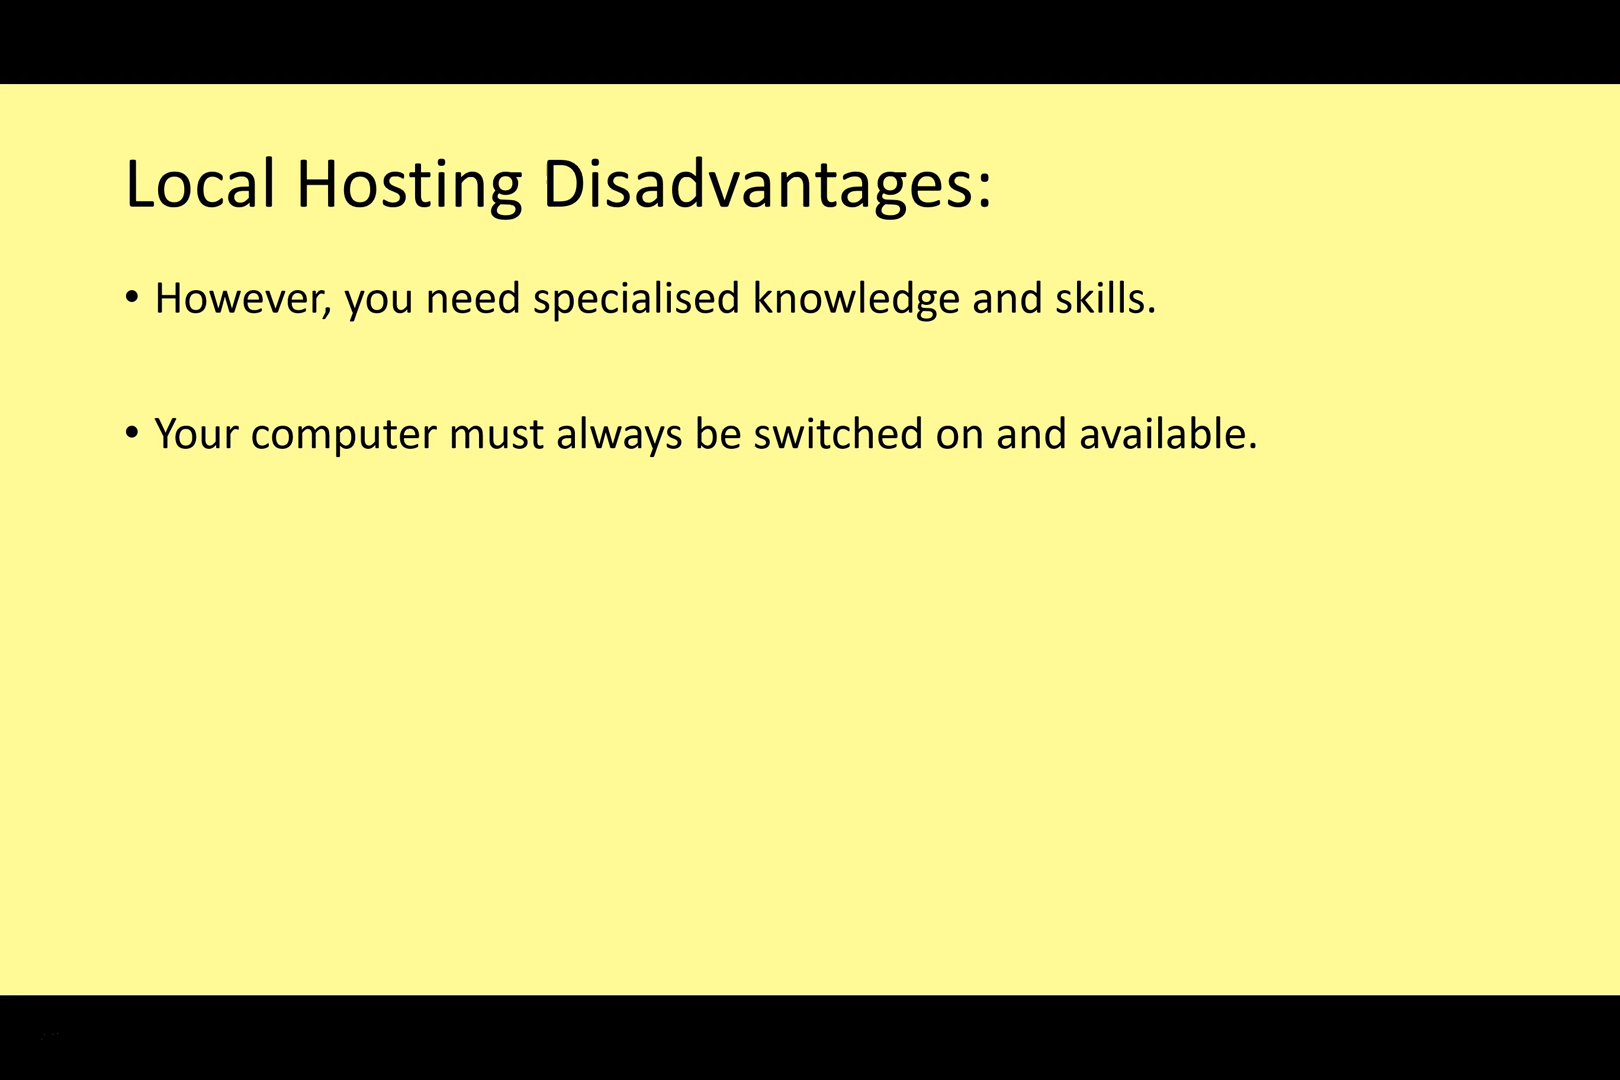 Local Hosting Disadvantages:
• However, you need specialised knowledge and skills.
• Your computer must always be switched on and available.